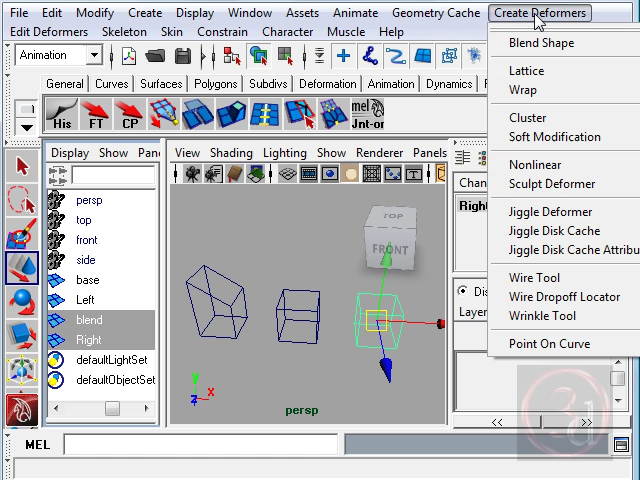 File Edit Modify Create Display Window Assets Animate Geometry Cache Create Deformers
Edit Deformers Skeleton Skin Constrain Character Muscle Help
Animation
General Curves Surfaces Polygons Subdivs Deformation Animation Dynamics
His FT CP mel Jnt-or
Display Show Pane
View Shading Lighting Show Renderer Panels
Chan
Right
persp
top
front
side
base
Left
blend
Right
defaultLightSet
defaultObjectSet
TOP
FRONT
y
z x
persp
Dis
Layer
<< >>
MEL
Blend Shape
Lattice
Wrap
Cluster
Soft Modification
Nonlinear
Sculpt Deformer
Jiggle Deformer
Jiggle Disk Cache
Jiggle Disk Cache Attribu
Wire Tool
Wire Dropoff Locator
Wrinkle Tool
Point On Curve